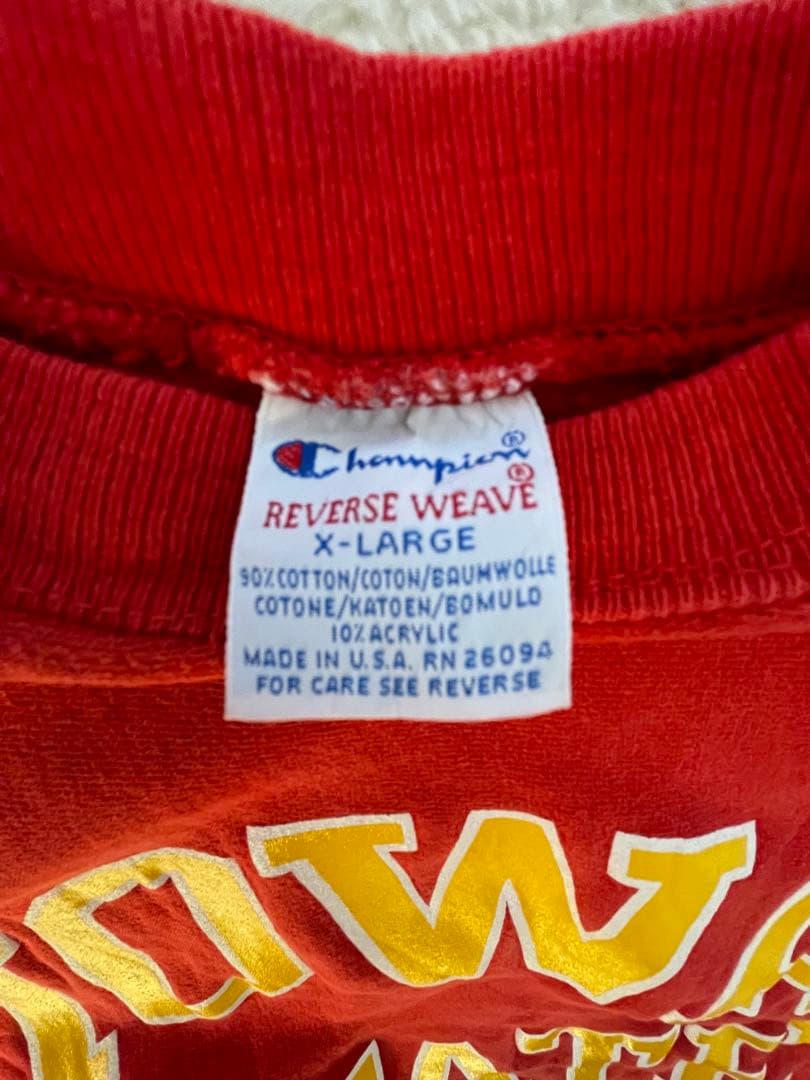 Champion®
REVERSE WEAVE®
X-LARGE
90% COTTON/COTON/BAUMWOLLE
COTONE/KATOEN/BOMULD
10% ACRYLIC
MADE IN U.S.A. RN 26094
FOR CARE SEE REVERSE
IOWA